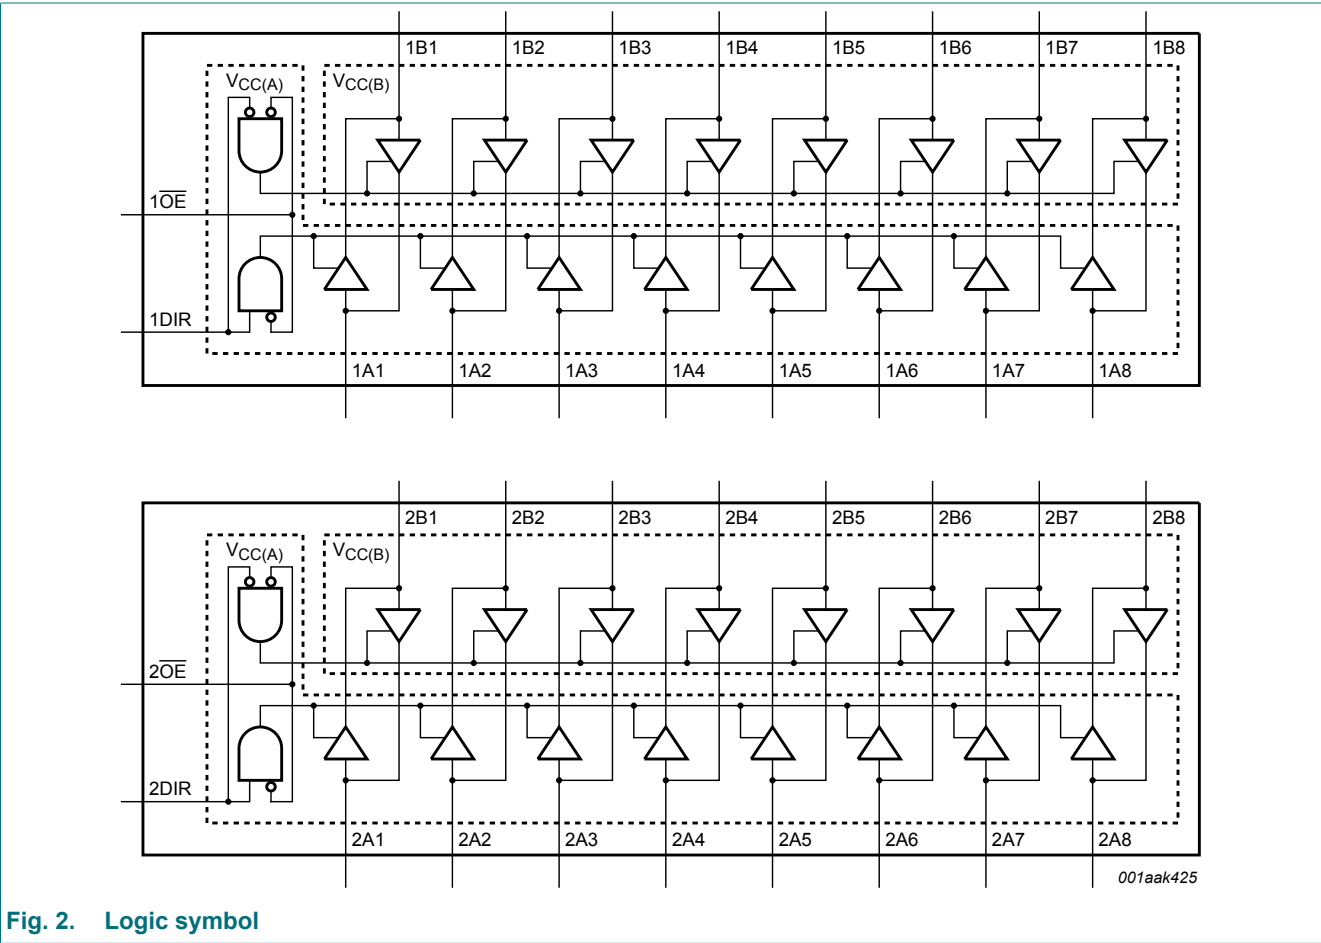 1B1 1B2 1B3 1B4 1B5 1B6 1B7 1B8
VCC(A) VCC(B)
1O̅E̅
1DIR
1A1 1A2 1A3 1A4 1A5 1A6 1A7 1A8
2B1 2B2 2B3 2B4 2B5 2B6 2B7 2B8
VCC(A) VCC(B)
2O̅E̅
2DIR
2A1 2A2 2A3 2A4 2A5 2A6 2A7 2A8
001aak425
Fig. 2. Logic symbol